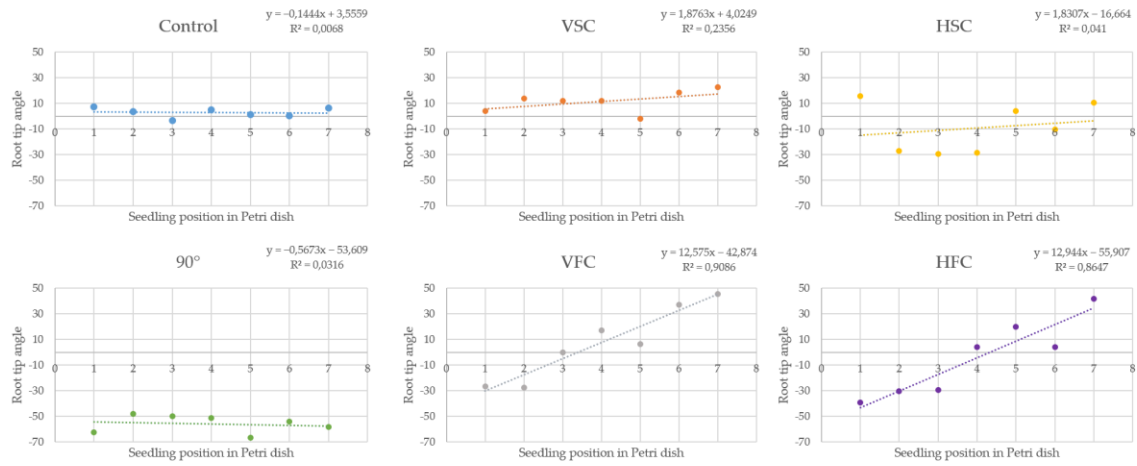 Control
y = −0,1444x + 3,5559
R² = 0,0068
Root tip angle
50
30
10
-10
-30
-50
-70
0 1 2 3 4 5 6 7 8
Seedling position in Petri dish
VSC
y = 1,8763x + 4,0249
R² = 0,2356
Root tip angle
50
30
10
-10
-30
-50
-70
0 1 2 3 4 5 6 7 8
Seedling position in Petri dish
HSC
y = 1,8307x − 16,664
R² = 0,041
Root tip angle
50
30
10
-10
-30
-50
-70
0 1 2 3 4 5 6 7 8
Seedling position in Petri dish
90°
y = −0,5673x − 53,609
R² = 0,0316
Root tip angle
50
30
10
-10
-30
-50
-70
0 1 2 3 4 5 6 7 8
Seedling position in Petri dish
VFC
y = 12,575x − 42,874
R² = 0,9086
Root tip angle
50
30
10
-10
-30
-50
-70
0 1 2 3 4 5 6 7 8
Seedling position in Petri dish
HFC
y = 12,944x − 55,907
R² = 0,8647
Root tip angle
50
30
10
-10
-30
-50
-70
0 1 2 3 4 5 6 7 8
Seedling position in Petri dish